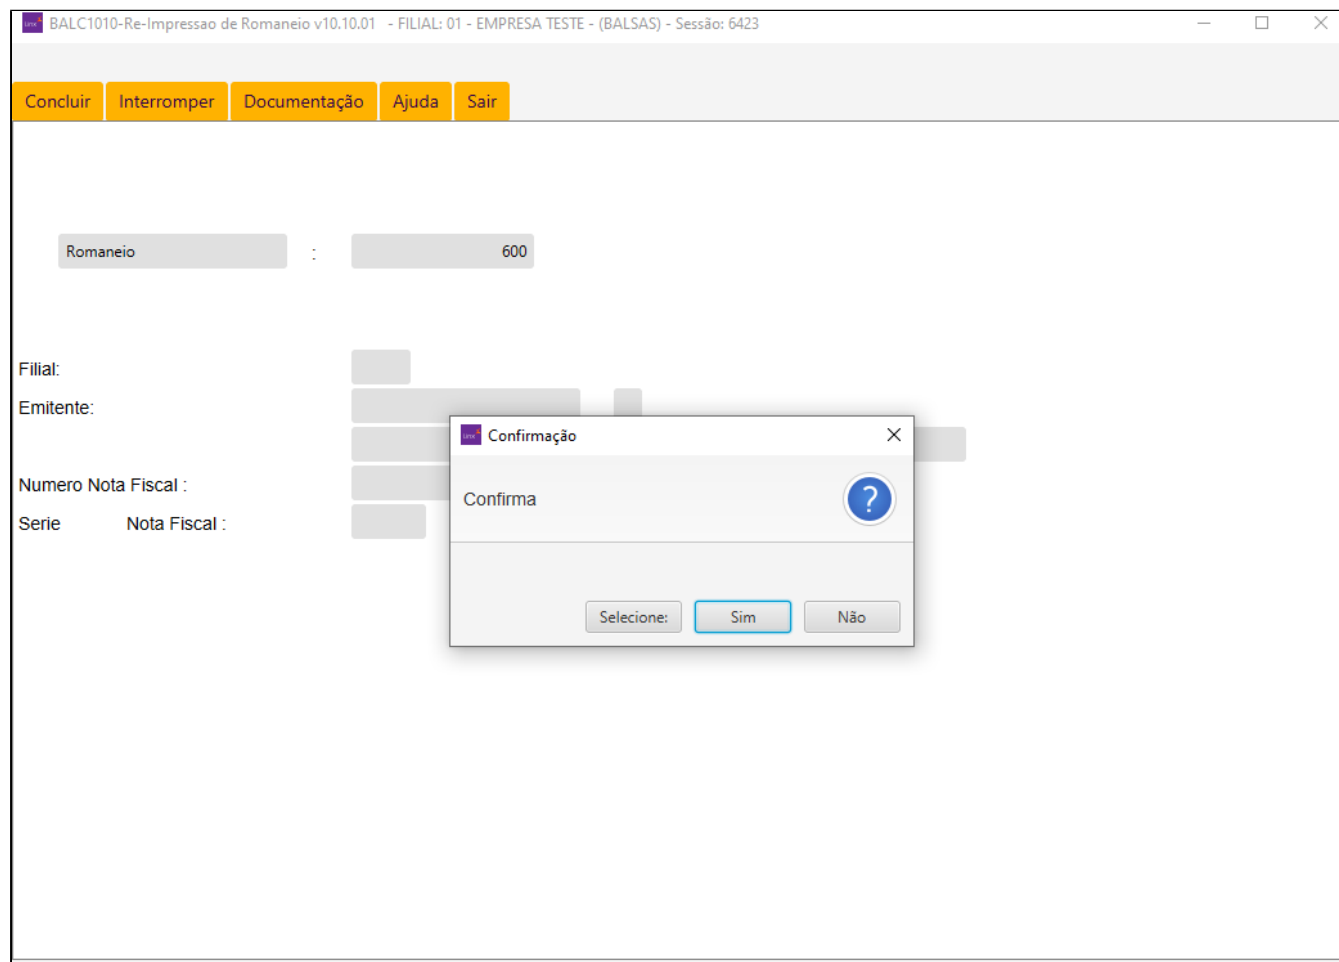 BALC1010-Re-Impressao de Romaneio v10.10.01 - FILIAL: 01 - EMPRESA TESTE - (BALSAS) - Sessão: 6423
Concluir Interromper Documentação Ajuda Sair
Romaneio : 600
Filial:
Emitente:
Numero Nota Fiscal :
Serie Nota Fiscal :
Linx Confirmação
Confirma
?
Selecione: Sim Não